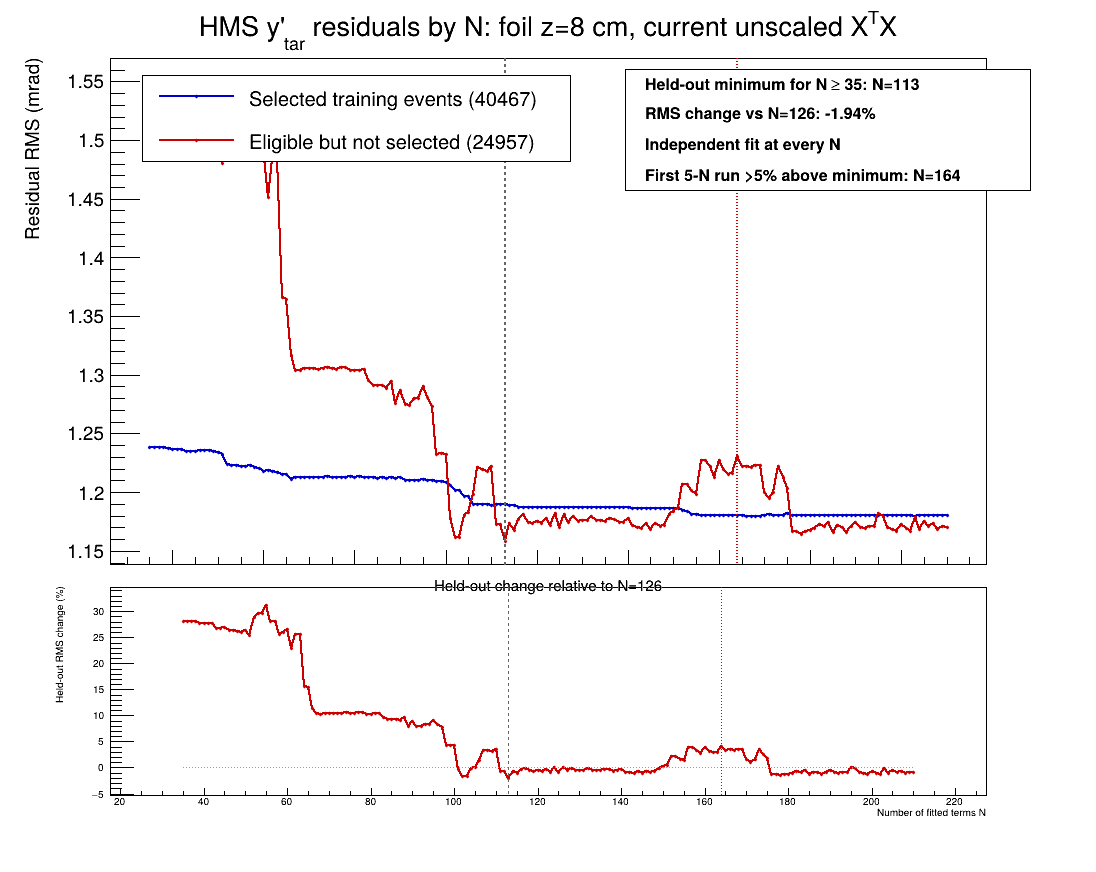 HMS y'tar residuals by N: foil z=8 cm, current unscaled XᵀX
Residual RMS (mrad)
1.55
1.5
1.45
1.4
1.35
1.3
1.25
1.2
1.15
Selected training events (40467)
Eligible but not selected (24957)
Held-out minimum for N ≥ 35: N=113
RMS change vs N=126: -1.94%
Independent fit at every N
First 5-N run >5% above minimum: N=164
Held-out change relative to N=126
Held-out RMS change (%)
30
25
20
15
10
5
0
−5
20 40 60 80 100 120 140 160 180 200 220
Number of fitted terms N